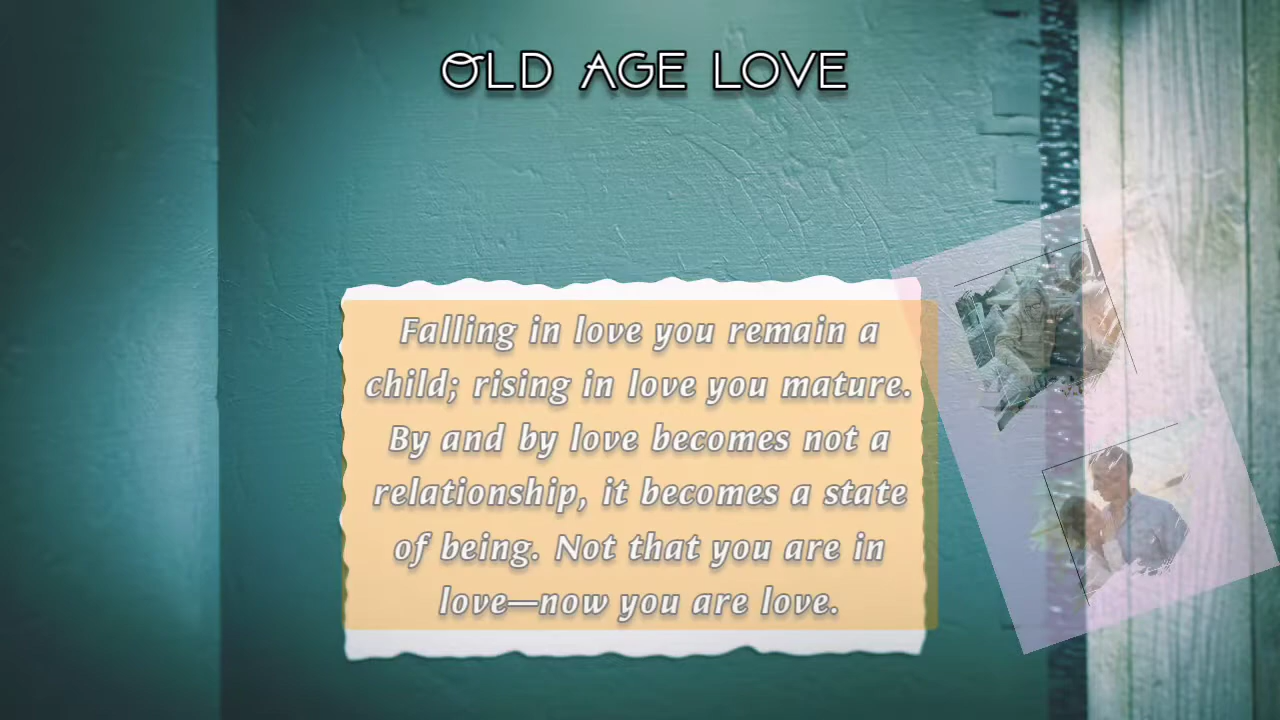 OLD AGE LOVE
Falling in love you remain a
child; rising in love you mature.
By and by love becomes not a
relationship, it becomes a state
of being. Not that you are in
love—now you are love.